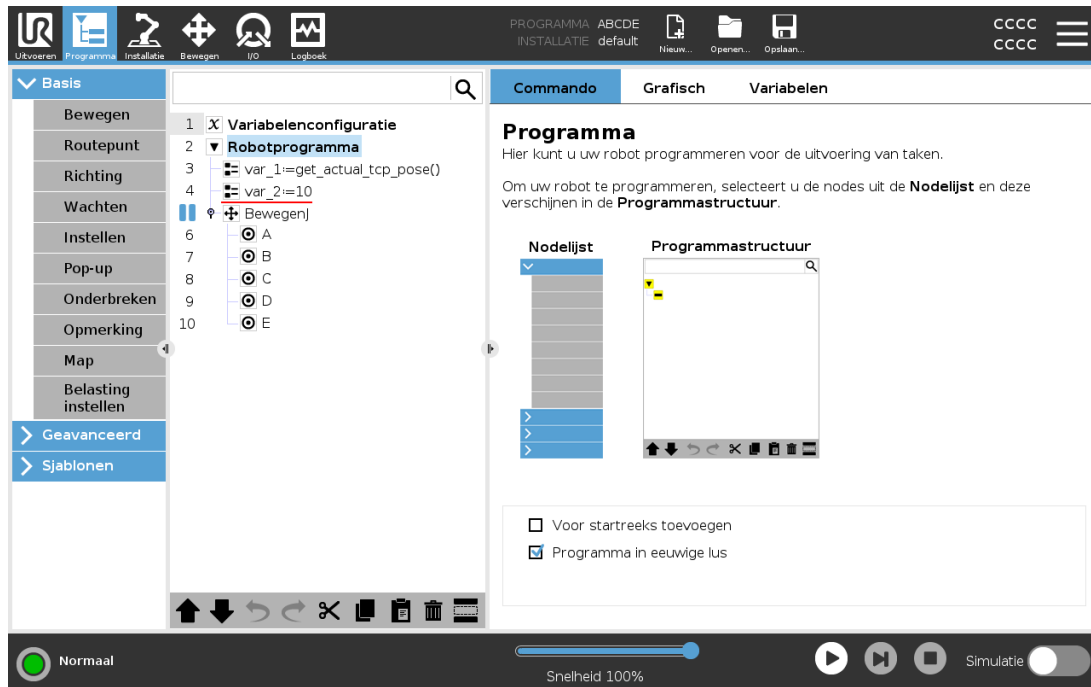 PROGRAMMA ABCDE
INSTALLATIE default
CCCC
CCCC
Uitvoeren Programma Installatie Bewegen I/O Logboek
Nieuw... Openen... Opslaan...
Basis
Bewegen
Routepunt
Richting
Wachten
Instellen
Pop-up
Onderbreken
Opmerking
Map
Belasting
instellen
Geavanceerd
Sjablonen
1 X Variabelenconfiguratie
2 Robotprogramma
3 var_1:=get_actual_tcp_pose()
4 var_2:=10
BewegenJ
6 A
7 B
8 C
9 D
10 E
Commando Grafisch Variabelen
Programma
Hier kunt u uw robot programmeren voor de uitvoering van taken.
Om uw robot te programmeren, selecteert u de nodes uit de Nodelijst en deze
verschijnen in de Programmastructuur.
Nodelijst Programmastructuur
Voor startreeks toevoegen
Programma in eeuwige lus
Normaal
Snelheid 100%
Simulatie